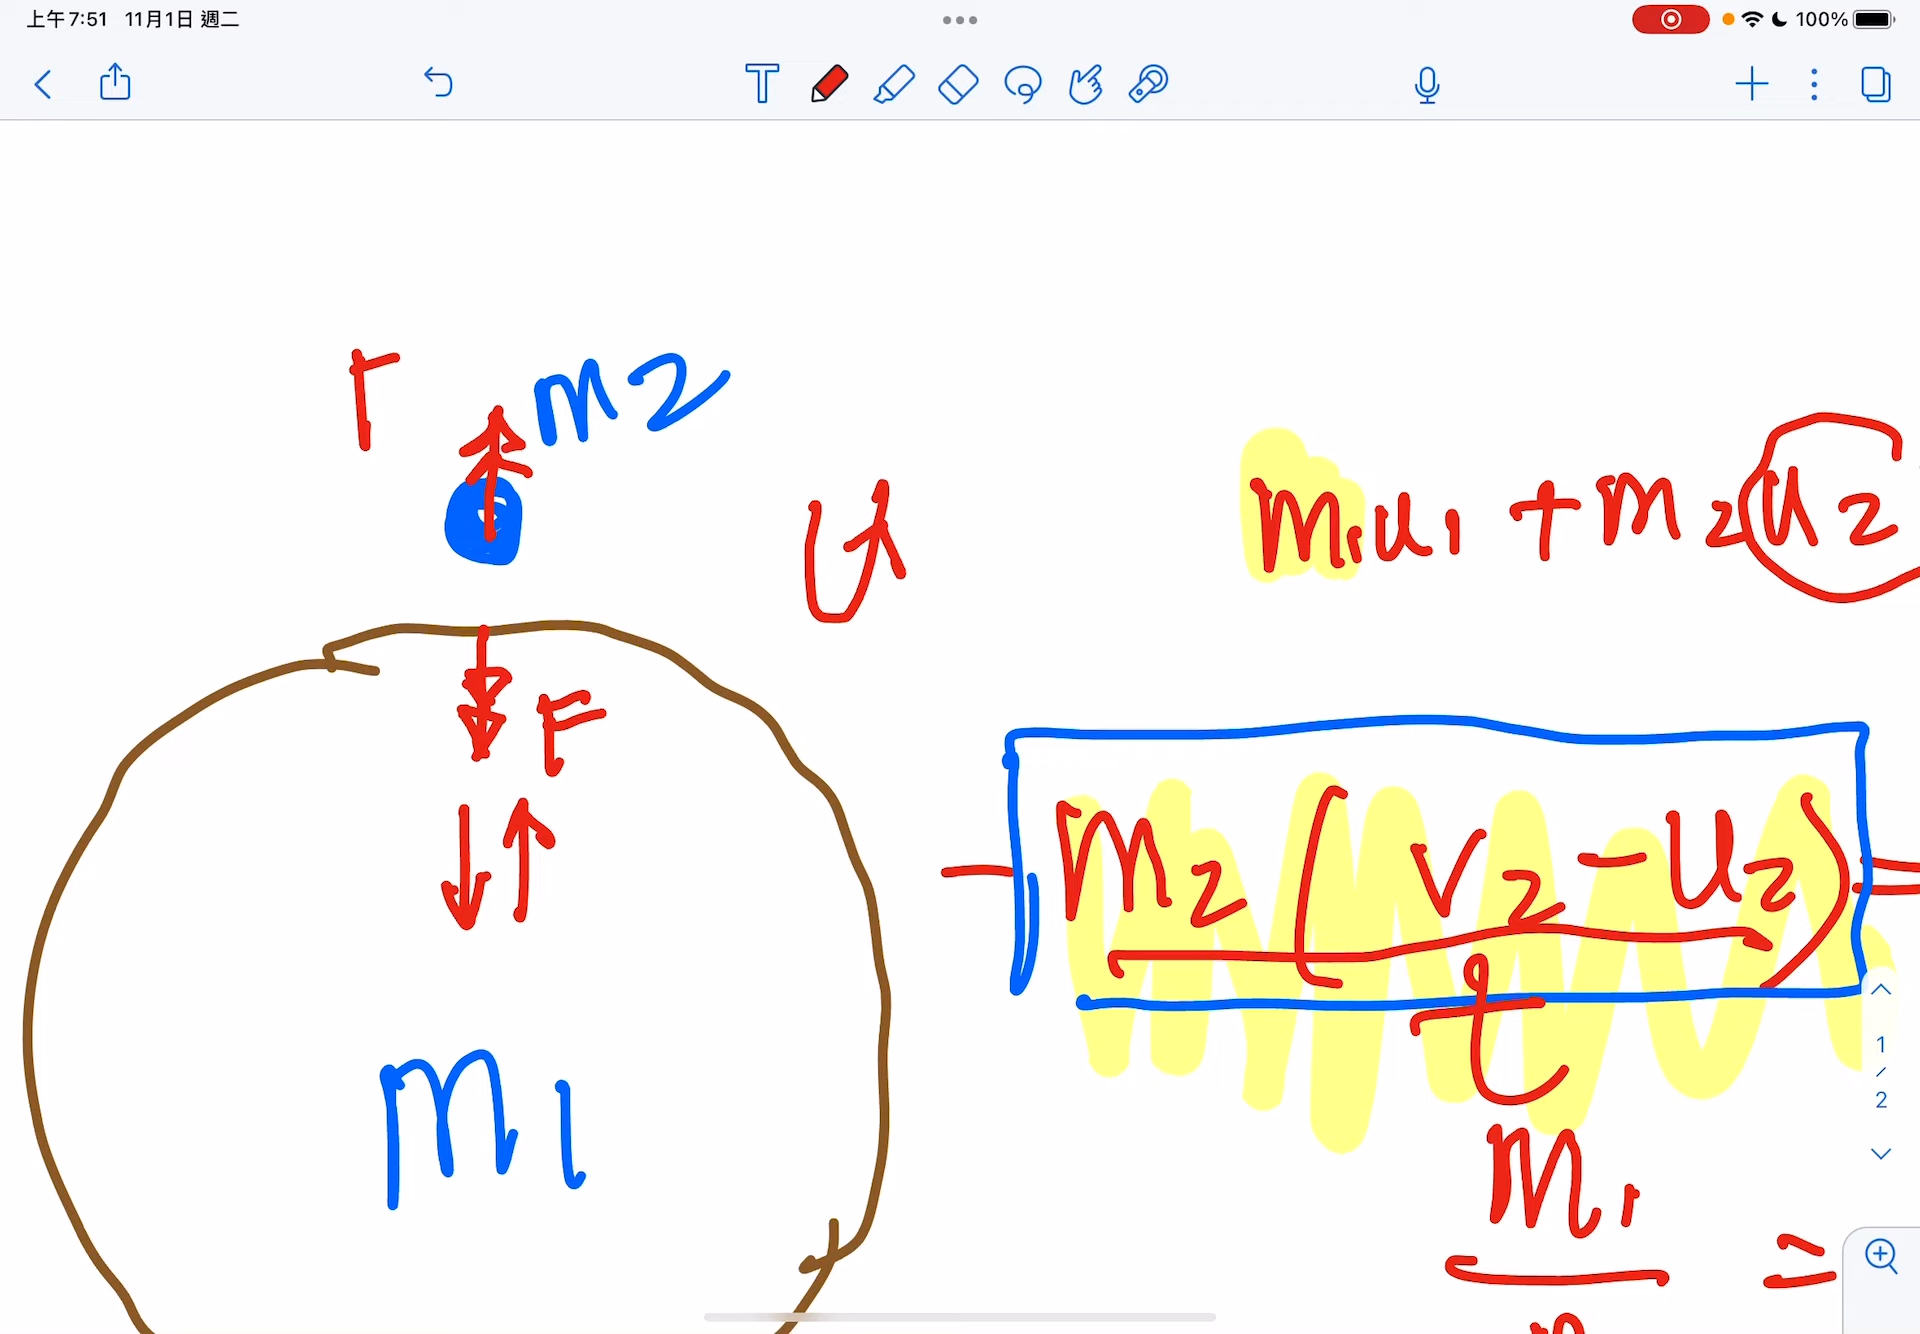 上午7:51 11月1日 週二
100%
T
m2
m1u1 + m2u2
F
- m2(v2-u2) =
t
m1
m1 =
1
/
2